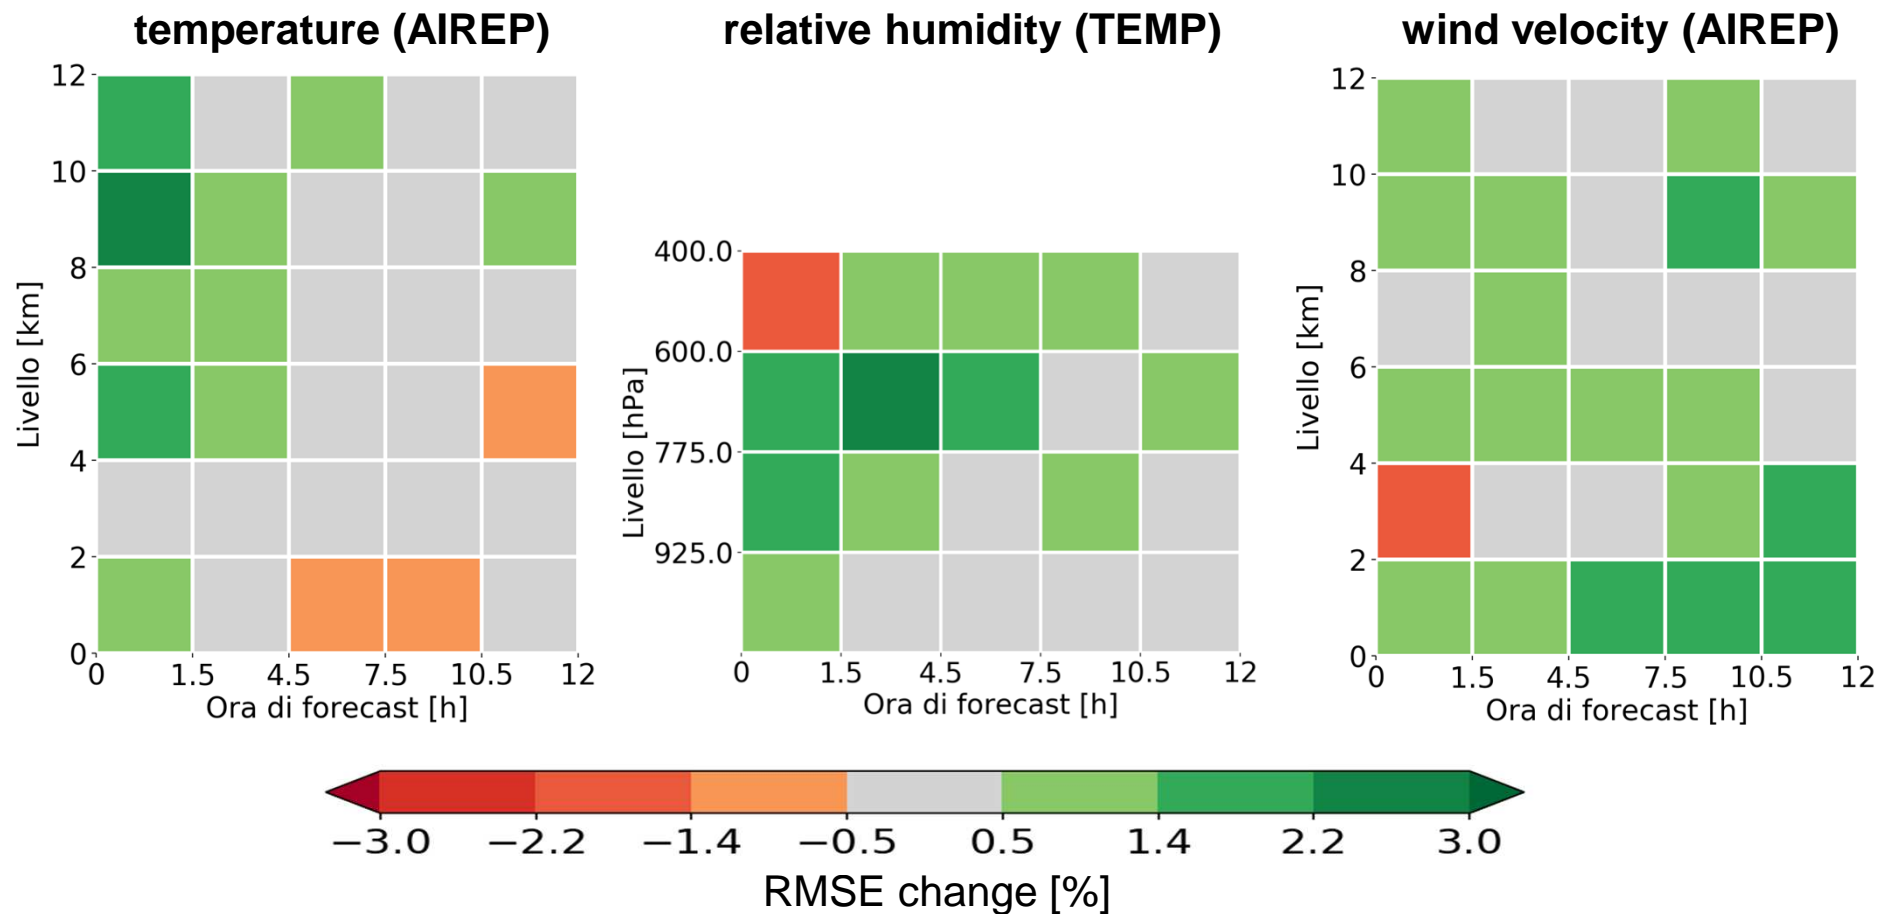 temperature (AIREP)
relative humidity (TEMP)
wind velocity (AIREP)
12
10
8
6
4
2
0
Livello [km]
0 1.5 4.5 7.5 10.5 12
Ora di forecast [h]
400.0
600.0
775.0
925.0
Livello [hPa]
0 1.5 4.5 7.5 10.5 12
Ora di forecast [h]
12
10
8
6
4
2
0
Livello [km]
0 1.5 4.5 7.5 10.5 12
Ora di forecast [h]
−3.0 −2.2 −1.4 −0.5 0.5 1.4 2.2 3.0
RMSE change [%]